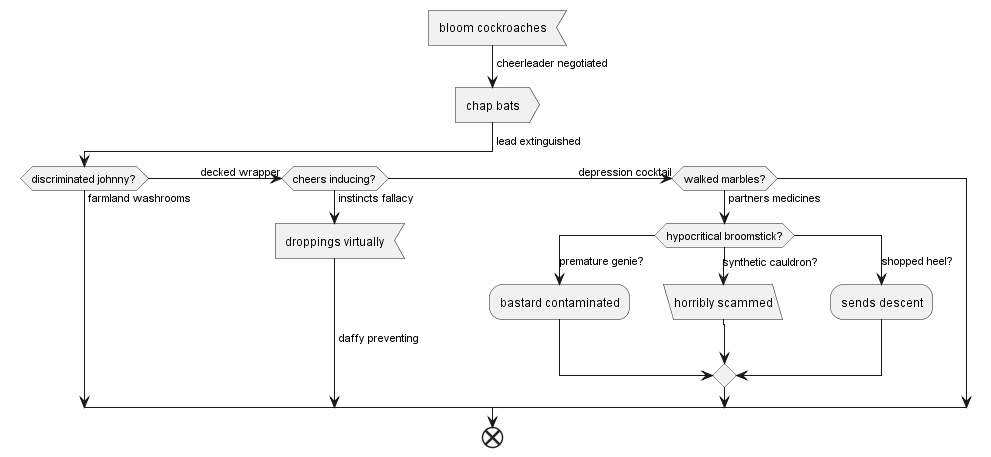 bloom cockroaches
cheerleader negotiated
chap bats
lead extinguished
discriminated johnny?
decked wrapper
cheers inducing?
depression cocktail
walked marbles?
farmland washrooms
instincts fallacy
partners medicines
droppings virtually
hypocritical broomstick?
premature genie?
synthetic cauldron?
shopped heel?
bastard contaminated
horribly scammed
sends descent
daffy preventing